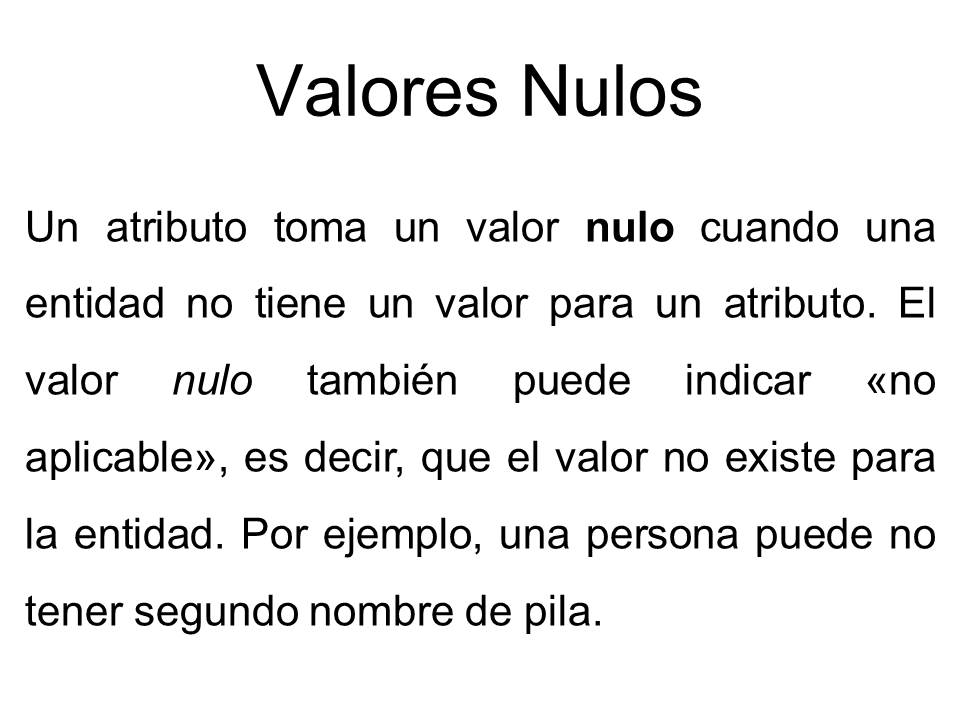 Valores Nulos
Un atributo toma un valor nulo cuando una
entidad no tiene un valor para un atributo. El
valor nulo también puede indicar «no
aplicable», es decir, que el valor no existe para
la entidad. Por ejemplo, una persona puede no
tener segundo nombre de pila.